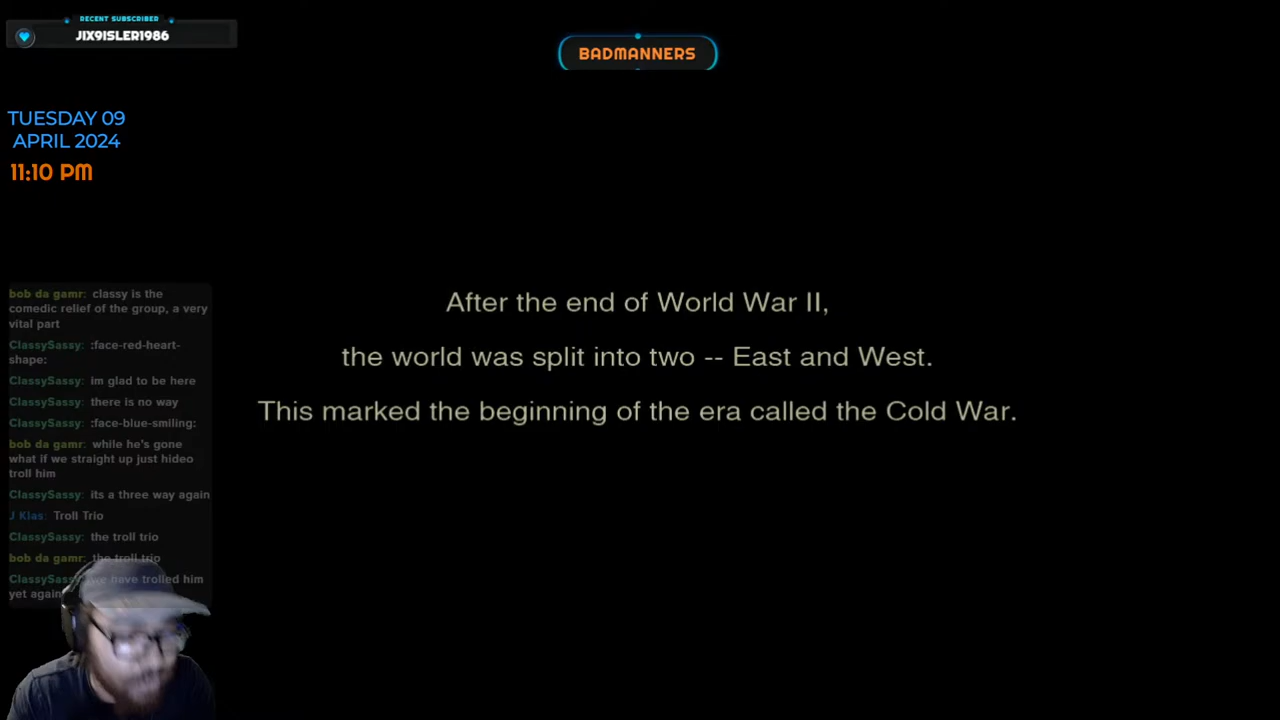 RECENT SUBSCRIBER
JIX9ISLER1986
BADMANNERS
TUESDAY 09
APRIL 2024
11:10 PM
After the end of World War II,
the world was split into two -- East and West.
This marked the beginning of the era called the Cold War.
bob da gamr: classy is the
comedic relief of the group, a very
vital part
ClassySassy: :face-red-heart-
shape:
ClassySassy: im glad to be here
ClassySassy: there is no way
ClassySassy: :face-blue-smiling:
bob da gamr: while he's gone
what if we straight up just hideo
troll him
ClassySassy: its a three way again
J Klas: Troll Trio
ClassySassy: the troll trio
bob da gamr: the troll trio
ClassySassy: we have trolled him
yet again